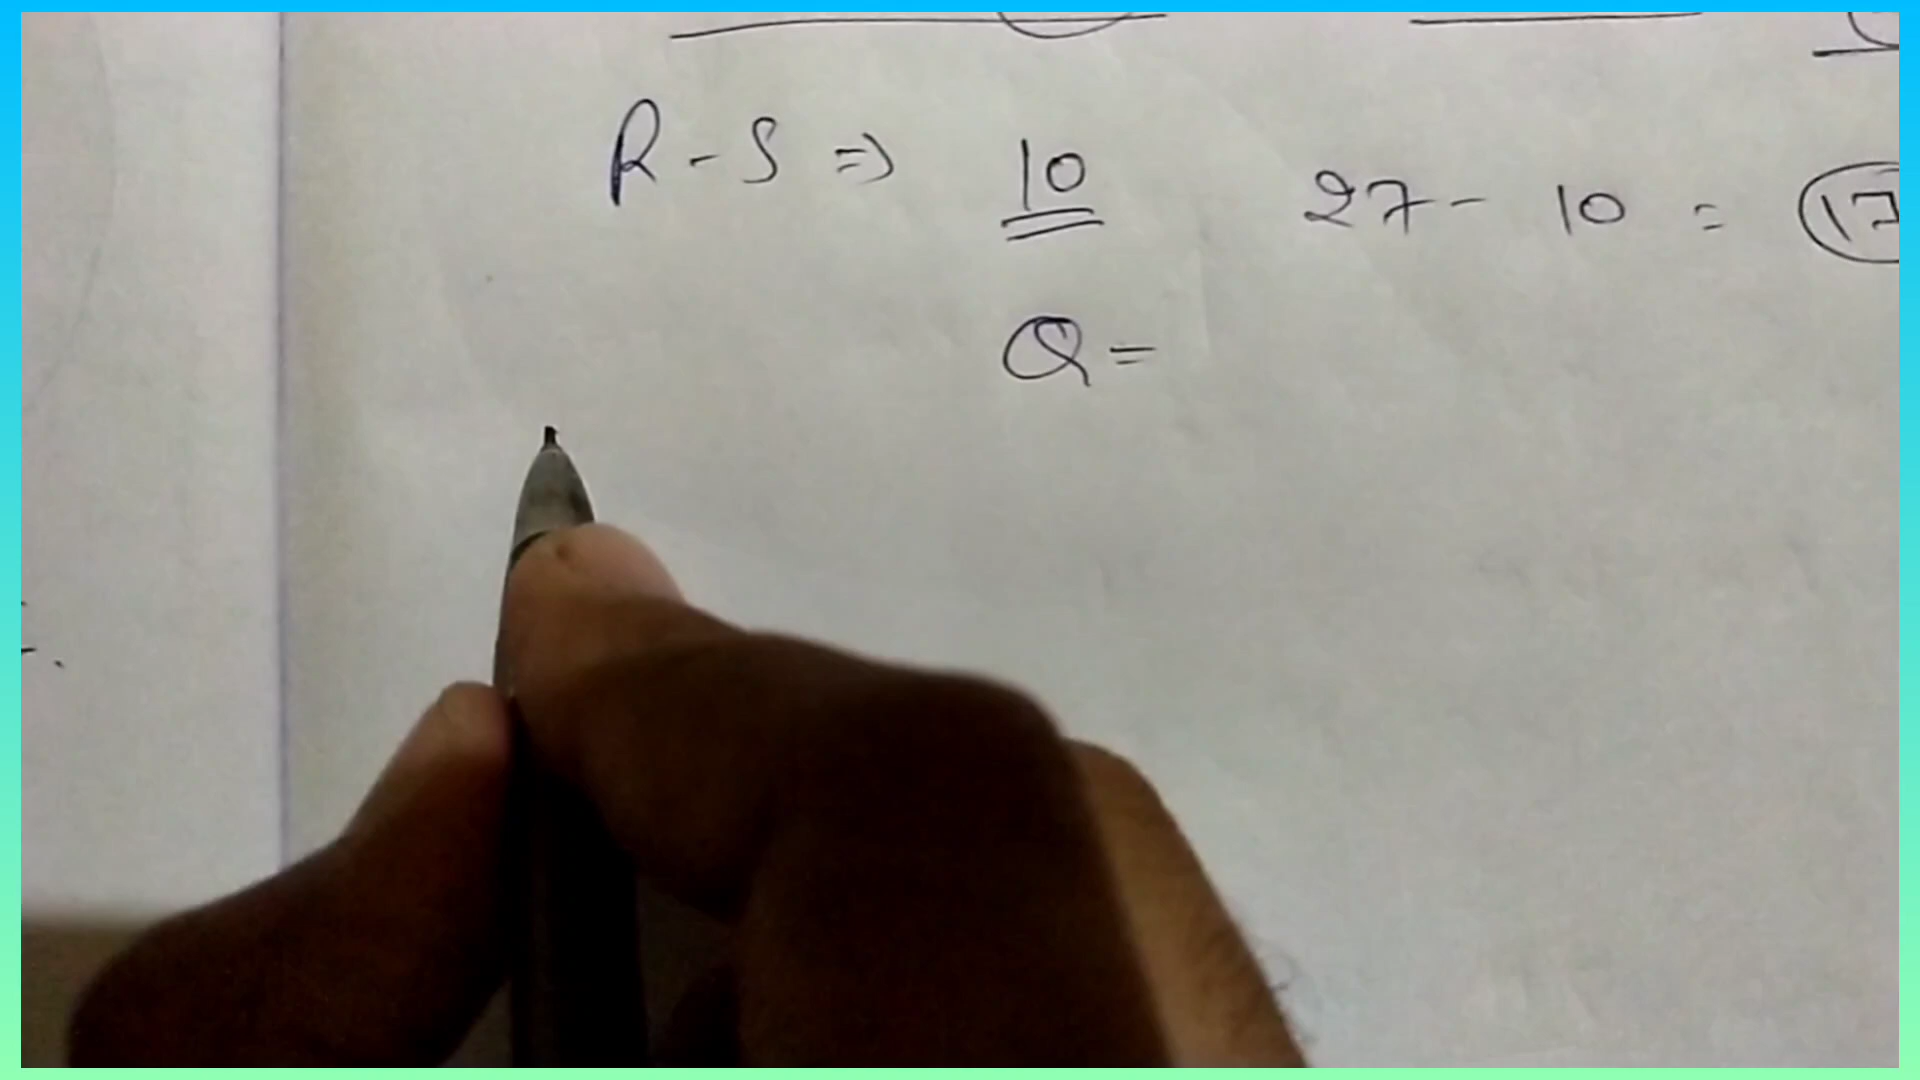 R - S ⇒ 10 27 - 10 = 17
Q =